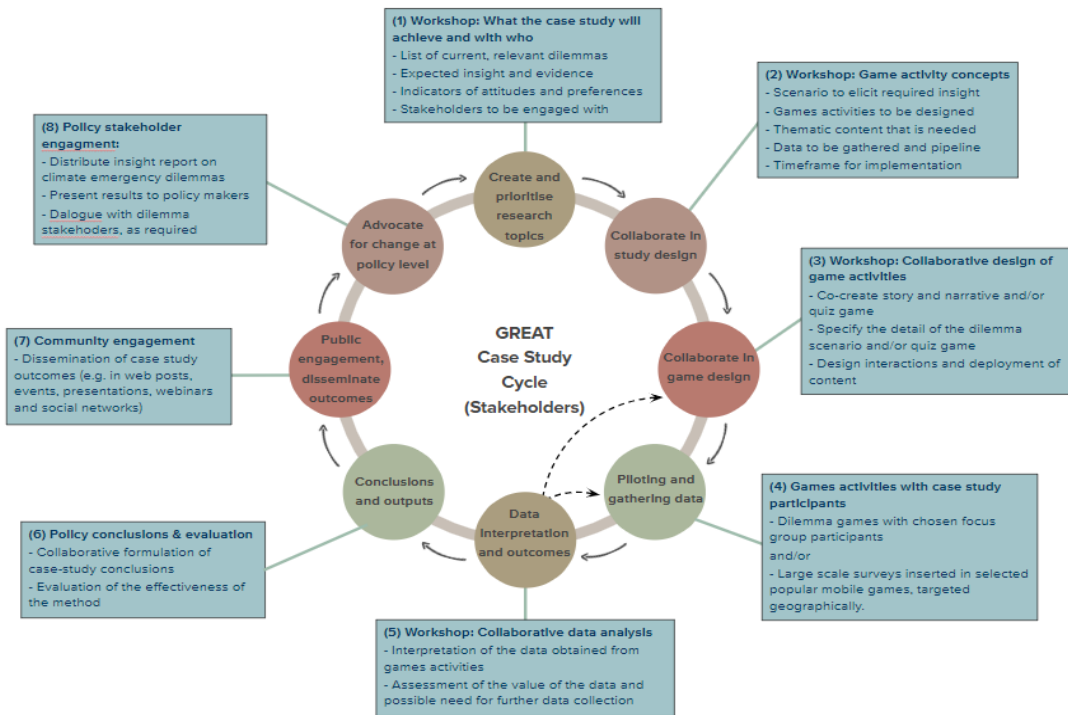 (1) Workshop: What the case study will
achieve and with who
- List of current, relevant dilemmas
- Expected insight and evidence
- Indicators of attitudes and preferences
- Stakeholders to be engaged with
(2) Workshop: Game activity concepts
- Scenario to elicit required insight
- Games activities to be designed
- Thematic content that is needed
- Data to be gathered and pipeline
- Timeframe for implementation
(3) Workshop: Collaborative design of
game activities
- Co-create story and narrative and/or
quiz game
- Specify the detail of the dilemma
scenario and/or quiz game
- Design interactions and deployment of
content
(4) Games activities with case study
participants
- Dilemma games with chosen focus
group participants
and/or
- Large scale surveys inserted in selected
popular mobile games, targeted
geographically.
(5) Workshop: Collaborative data analysis
- Interpretation of the data obtained from
games activities
- Assessment of the value of the data and
possible need for further data collection
(6) Policy conclusions & evaluation
- Collaborative formulation of
case-study conclusions
- Evaluation of the effectiveness of
the method
(7) Community engagement
- Dissemination of case study
outcomes (e.g. in web posts,
events, presentations, webinars
and social networks)
(8) Policy stakeholder
engagment:
- Distribute insight report on
climate emergency dilemmas
- Present results to policy makers
- Dalogue with dilemma
stakehoders, as required
Create and
prioritise
research
topics
Collaborate in
study design
Collaborate in
game design
Piloting and
gathering data
Data
interpretation
and outcomes
Conclusions
and outputs
Public
engagement,
disseminate
outcomes
Advocate
for change at
policy level
GREAT
Case Study
Cycle
(Stakeholders)